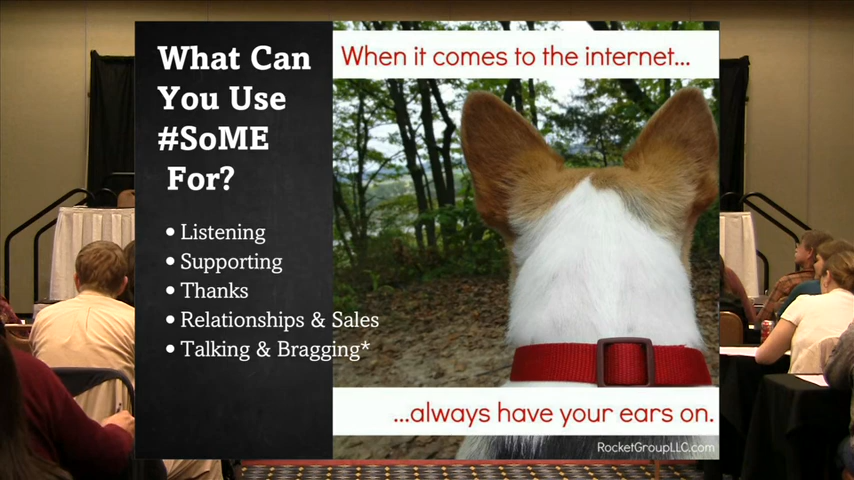 What Can
You Use
#SoME
For?
• Listening
• Supporting
• Thanks
• Relationships & Sales
• Talking & Bragging*
When it comes to the internet...
...always have your ears on.
RocketGroupLLC.com